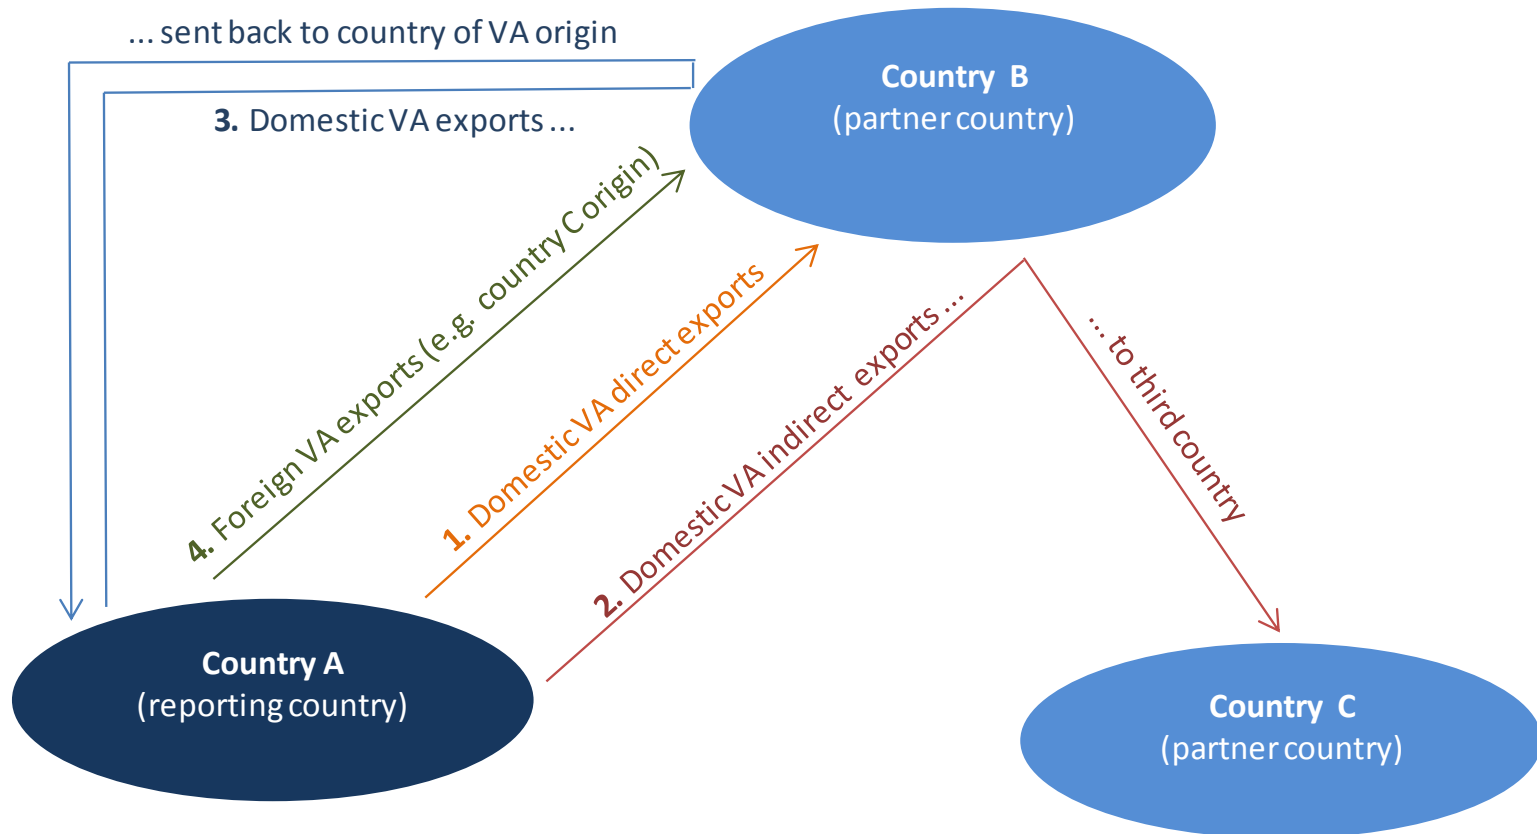 ... sent back to country of VA origin
3. Domestic VA exports ...
Country B
(partner country)
4. Foreign VA exports (e.g. country C origin)
1. Domestic VA direct exports
2. Domestic VA indirect exports ...
... to third country
Country A
(reporting country)
Country C
(partner country)